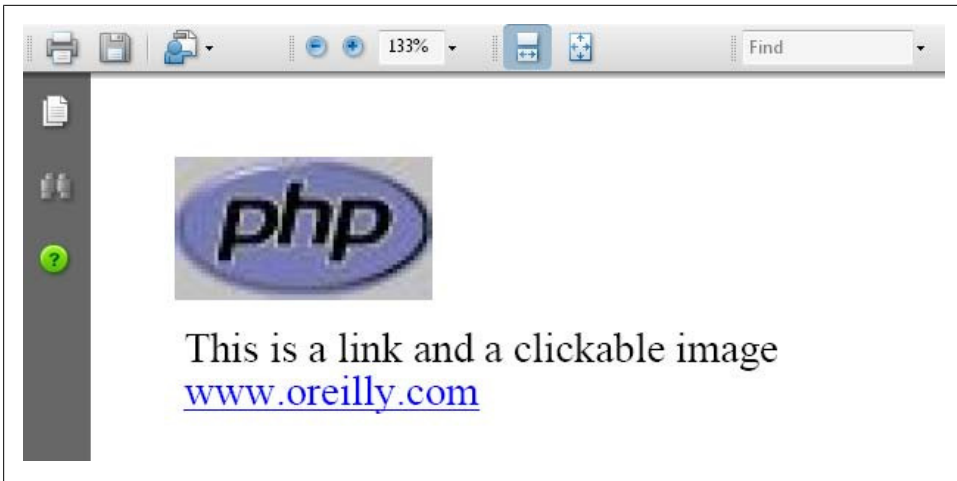 133%
Find
?
php
This is a link and a clickable image
www.oreilly.com